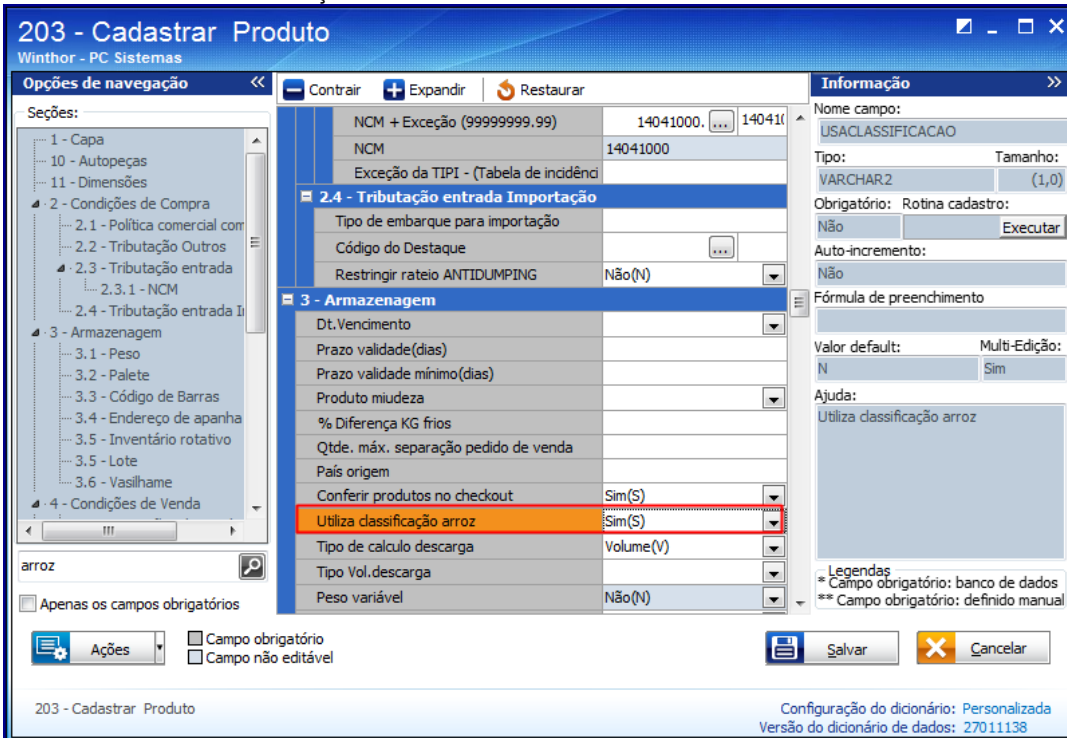 203 - Cadastrar Produto
Winthor - PC Sistemas
Opções de navegação
Seções:
1 - Capa
10 - Autopeças
11 - Dimensões
2 - Condições de Compra
2.1 - Política comercial com
2.2 - Tributação Outros
2.3 - Tributação entrada
2.3.1 - NCM
2.4 - Tributação entrada I
3 - Armazenagem
3.1 - Peso
3.2 - Palete
3.3 - Código de Barras
3.4 - Endereço de apanha
3.5 - Inventário rotativo
3.5 - Lote
3.6 - Vasilhame
4 - Condições de Venda
arroz
Apenas os campos obrigatórios
Contrair Expandir Restaurar
NCM + Exceção (99999999.99) 14041000. ... 14041(
NCM 14041000
Exceção da TIPI - (Tabela de incidênci
2.4 - Tributação entrada Importação
Tipo de embarque para importação
Código do Destaque ...
Restringir rateio ANTIDUMPING Não(N)
3 - Armazenagem
Dt.Vencimento
Prazo validade(dias)
Prazo validade mínimo(dias)
Produto miudeza
% Diferença KG frios
Qtde. máx. separação pedido de venda
País origem
Conferir produtos no checkout Sim(S)
Utiliza classificação arroz Sim(S)
Tipo de calculo descarga Volume(V)
Tipo Vol.descarga
Peso variável Não(N)
Informação
Nome campo:
USACLASSIFICACAO
Tipo: Tamanho:
VARCHAR2 (1,0)
Obrigatório: Rotina cadastro:
Não Executar
Auto-incremento:
Não
Fórmula de preenchimento
Valor default: Multi-Edição:
N Sim
Ajuda:
Utiliza classificação arroz
Legendas
* Campo obrigatório: banco de dados
** Campo obrigatório: definido manual
Ações
Campo obrigatório
Campo não editável
Salvar Cancelar
203 - Cadastrar Produto
Configuração do dicionário: Personalizada
Versão do dicionário de dados: 27011138